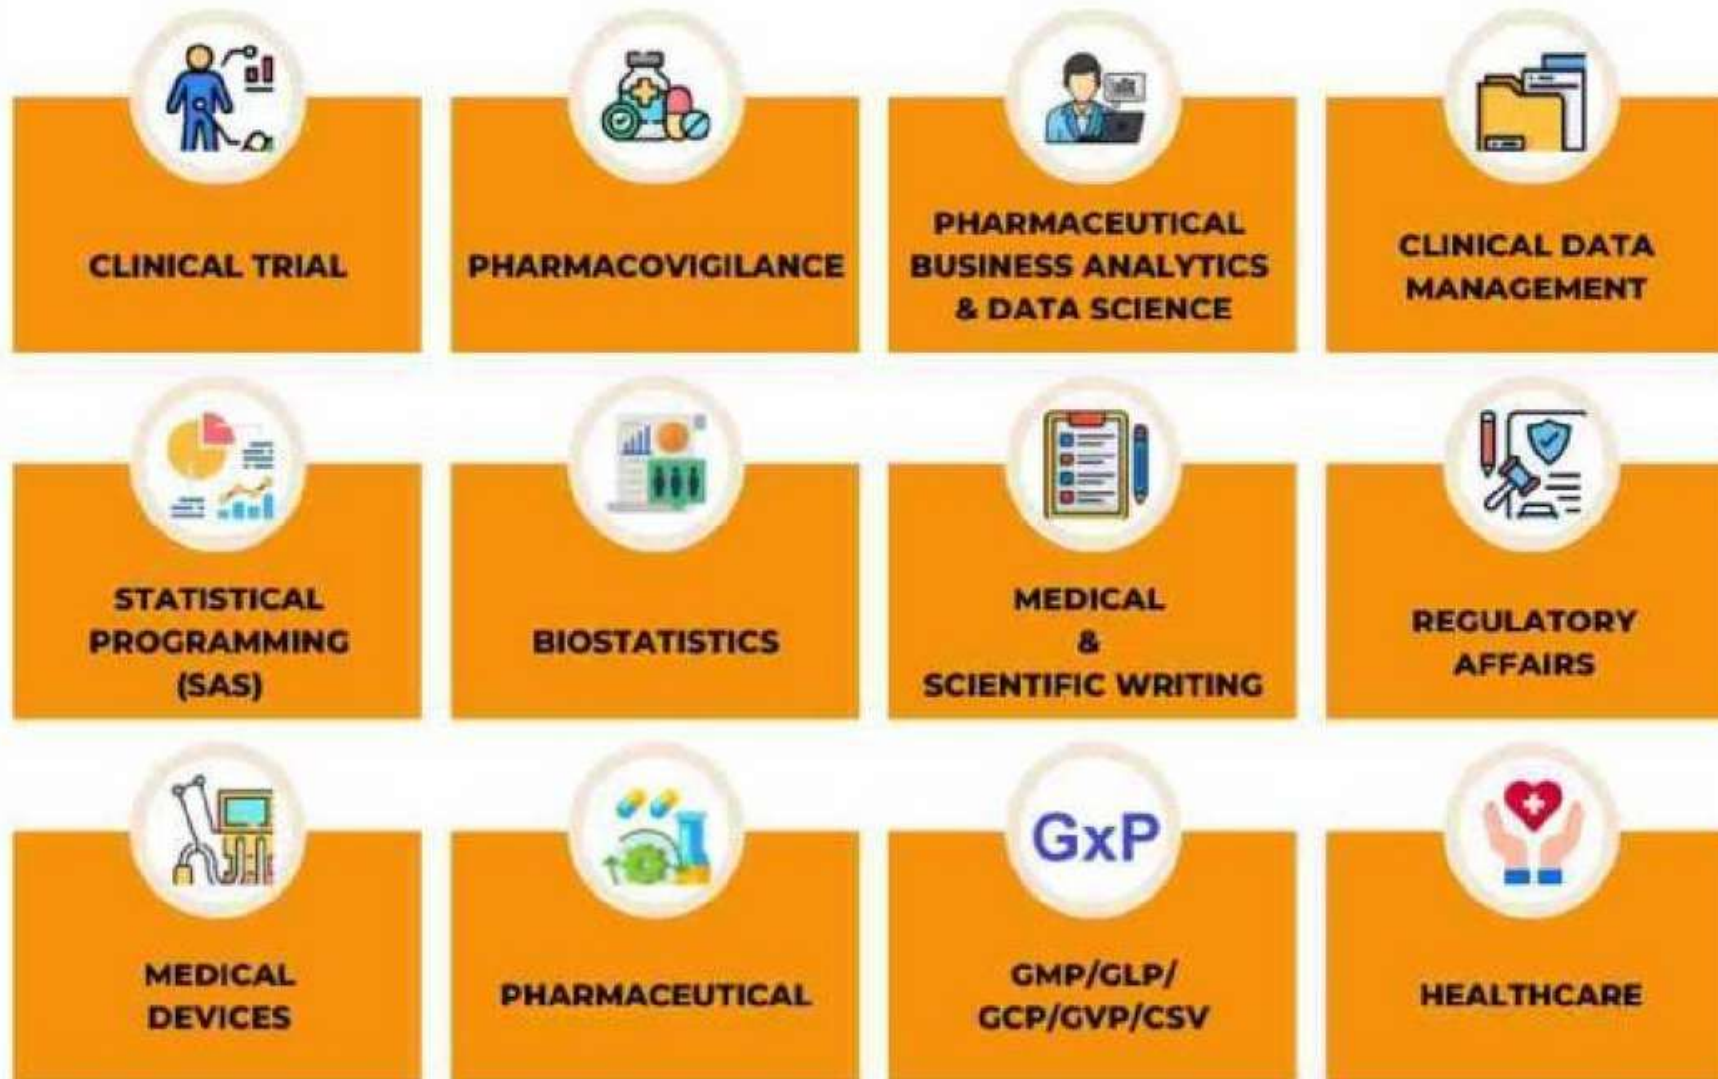 CLINICAL TRIAL
PHARMACOVIGILANCE
PHARMACEUTICAL
BUSINESS ANALYTICS
& DATA SCIENCE
CLINICAL DATA
MANAGEMENT
STATISTICAL
PROGRAMMING
(SAS)
BIOSTATISTICS
MEDICAL
&
SCIENTIFIC WRITING
REGULATORY
AFFAIRS
MEDICAL
DEVICES
PHARMACEUTICAL
GxP
GMP/GLP/
GCP/GVP/CSV
HEALTHCARE